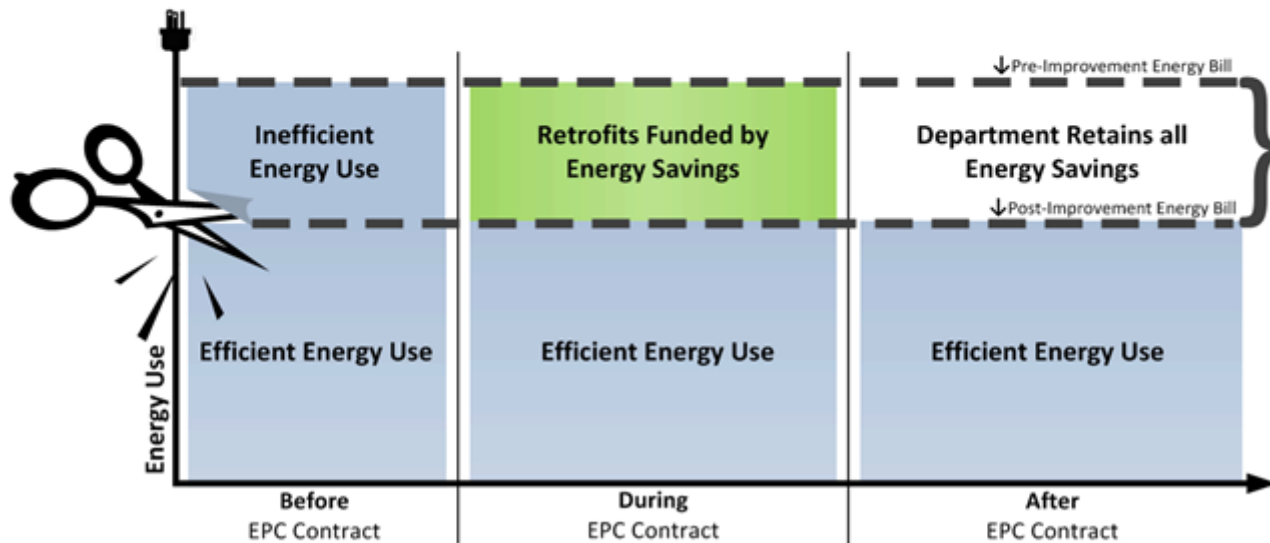 ↓Pre-Improvement Energy Bill
Inefficient
Energy Use
Retrofits Funded by
Energy Savings
Department Retains all
Energy Savings
↓Post-Improvement Energy Bill
Efficient Energy Use
Efficient Energy Use
Efficient Energy Use
Energy Use
Before
EPC Contract
During
EPC Contract
After
EPC Contract